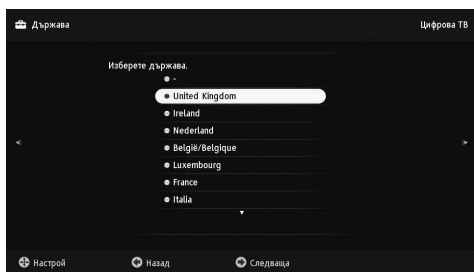 Държава
Цифрова ТВ
Изберете държава.
-
United Kingdom
Ireland
Nederland
België/Belgique
Luxembourg
France
Italia
Настрой
Назад
Следваща